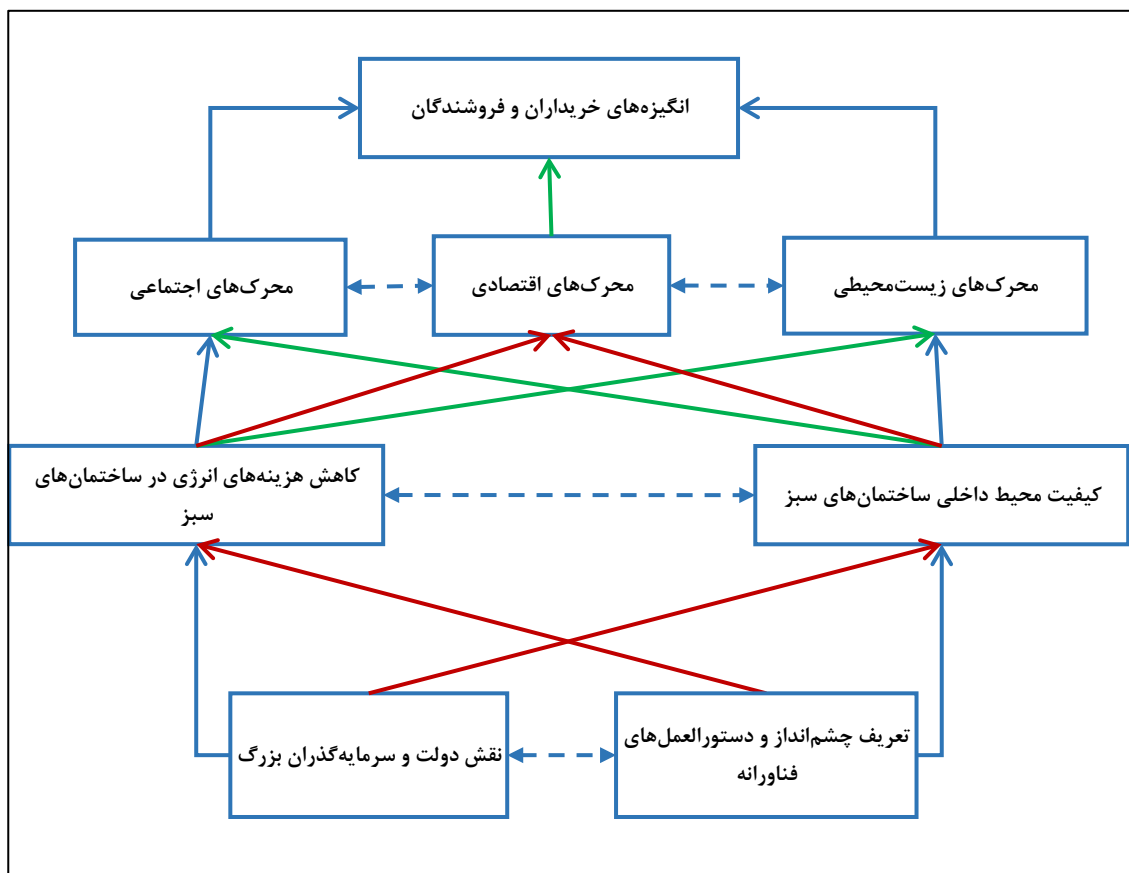 انگیزه‌های خریداران و فروشندگان
محرک‌های زیست‌محیطی
محرک‌های اقتصادی
محرک‌های اجتماعی
کیفیت محیط داخلی ساختمان‌های سبز
کاهش هزینه‌های انرژی در ساختمان‌های
سبز
تعریف چشم‌انداز و دستورالعمل‌های
فناورانه
نقش دولت و سرمایه‌گذران بزرگ